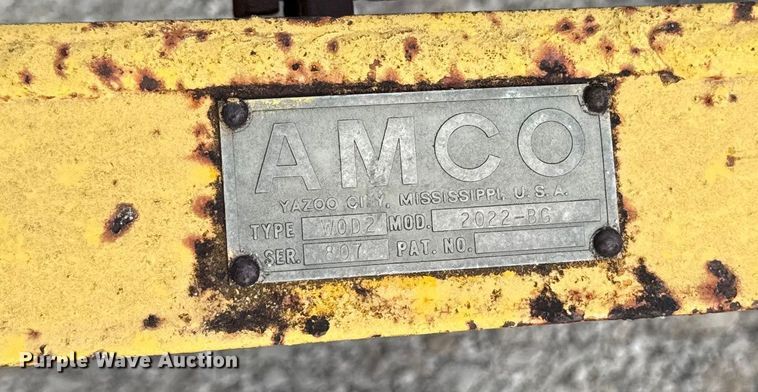 AMCO
YAZOO CITY, MISSISSIPPI, U.S.A.
TYPE WOD2 MOD. 2022-BG
SER. 807 PAT. NO.
Purple Wave Auction